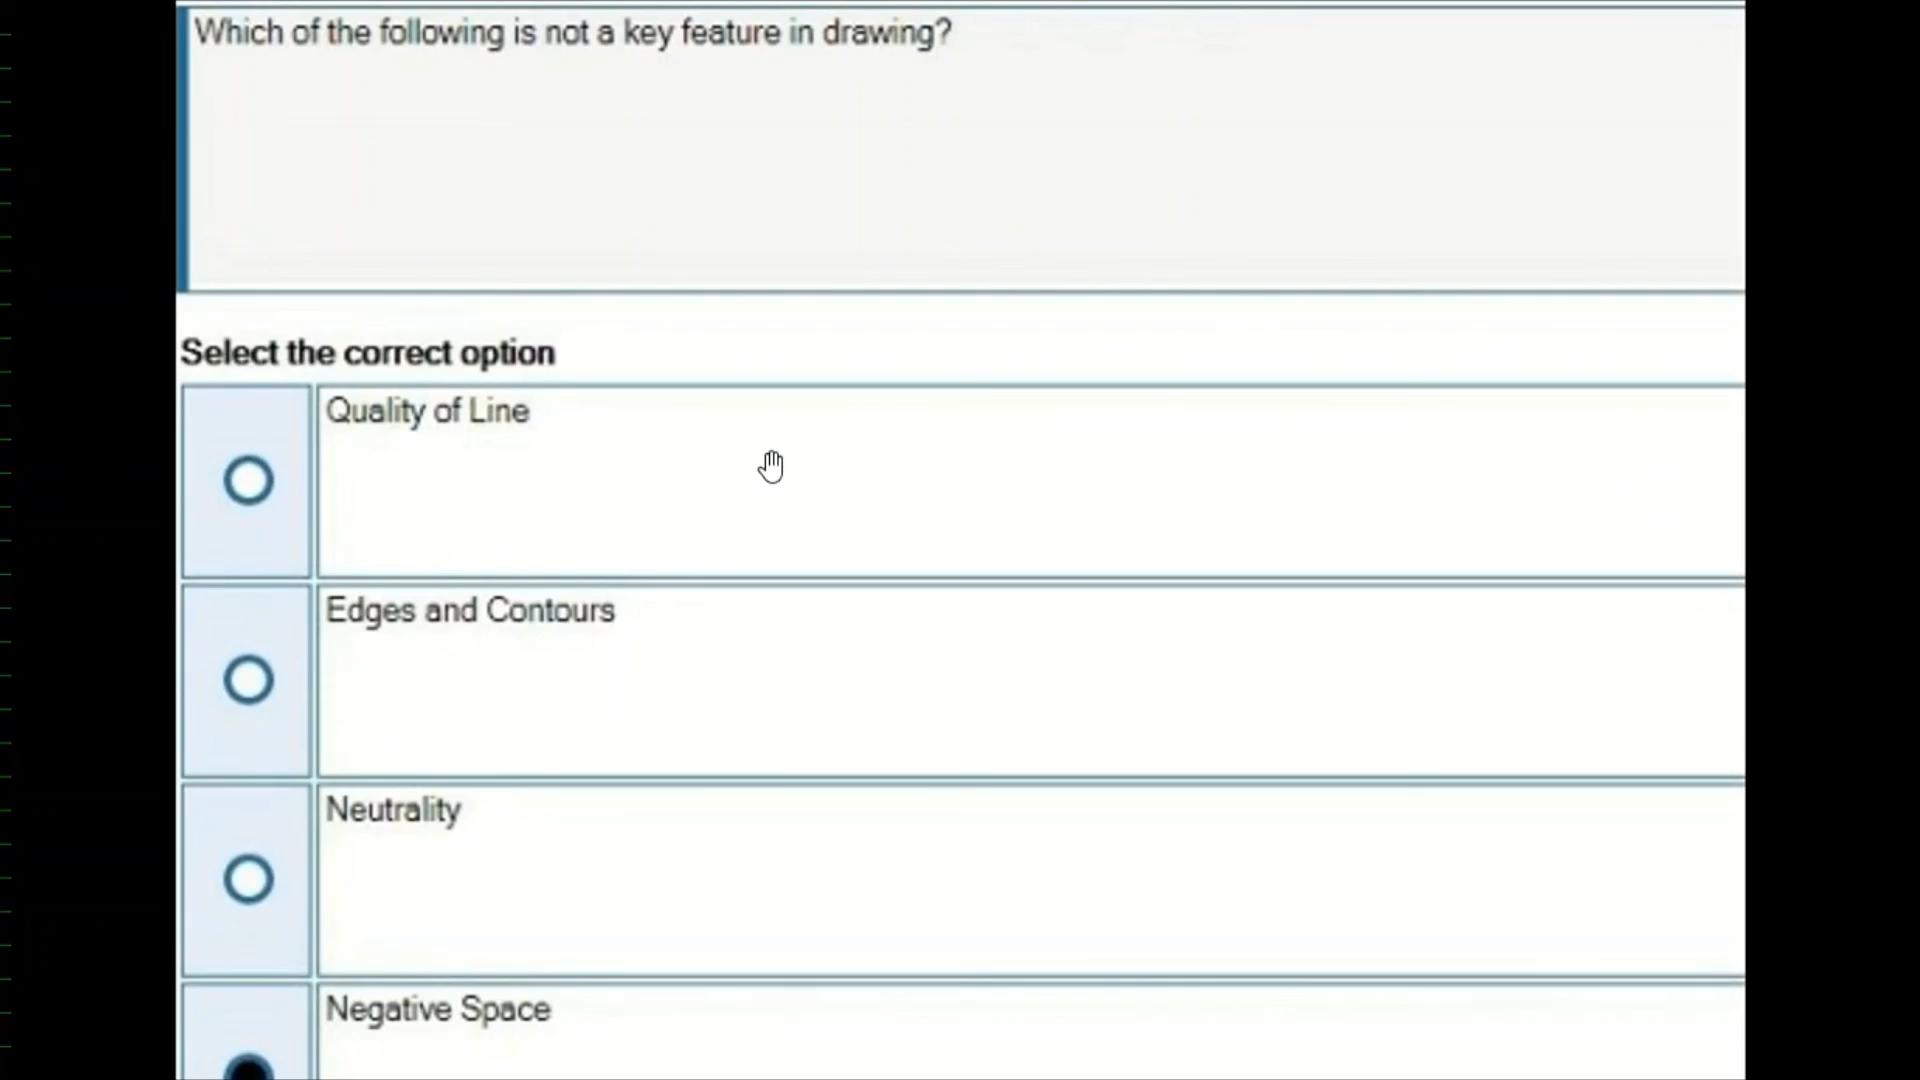 Which of the following is not a key feature in drawing?
Select the correct option
Quality of Line
Edges and Contours
Neutrality
Negative Space